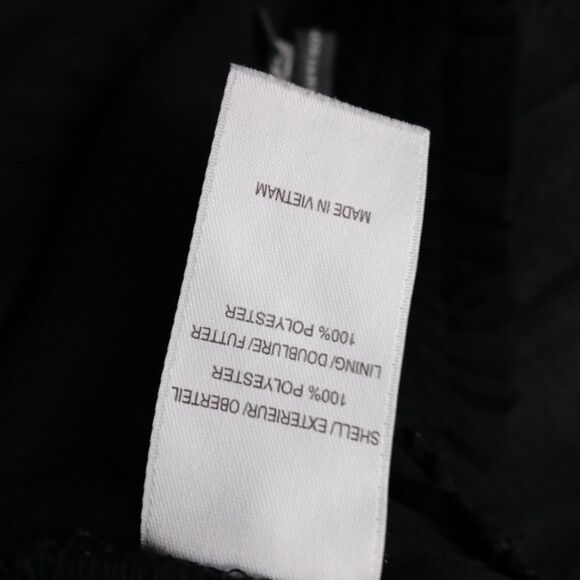 SHELL/ EXTERIEUR/ OBERTEIL
100% POLYESTER
LINING/ DOUBLURE/ FUTTER
100% POLYESTER
MADE IN VIETNAM